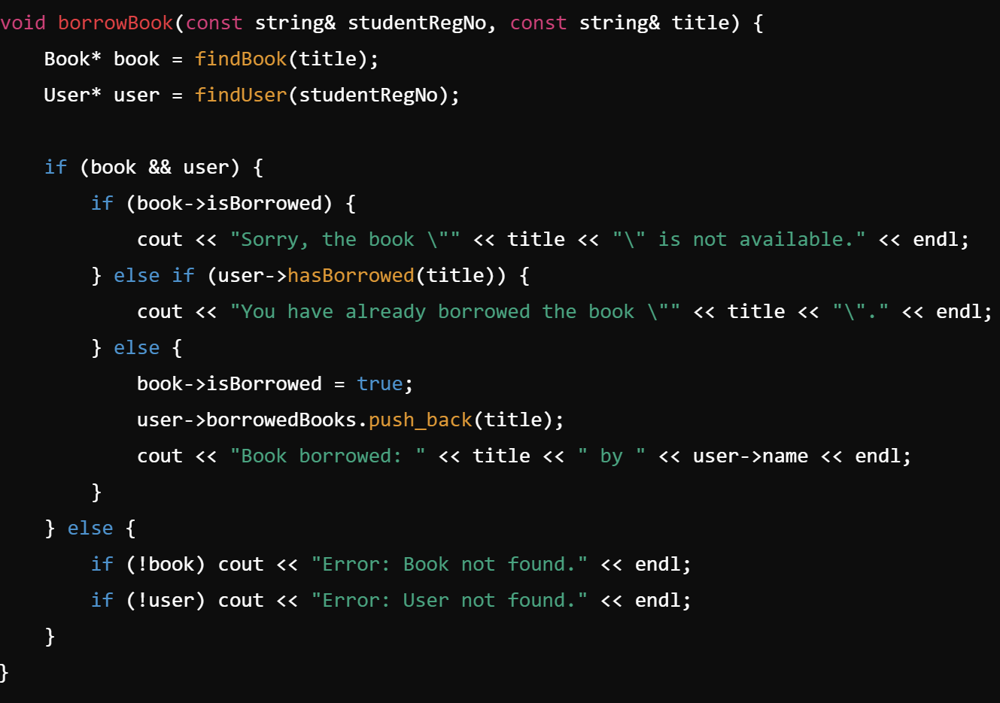 void borrowBook(const string& studentRegNo, const string& title) {
    Book* book = findBook(title);
    User* user = findUser(studentRegNo);

    if (book && user) {
        if (book->isBorrowed) {
            cout << "Sorry, the book \"" << title << "\" is not available." << endl;
        } else if (user->hasBorrowed(title)) {
            cout << "You have already borrowed the book \"" << title << "\"." << endl;
        } else {
            book->isBorrowed = true;
            user->borrowedBooks.push_back(title);
            cout << "Book borrowed: " << title << " by " << user->name << endl;
        }
    } else {
        if (!book) cout << "Error: Book not found." << endl;
        if (!user) cout << "Error: User not found." << endl;
    }
}